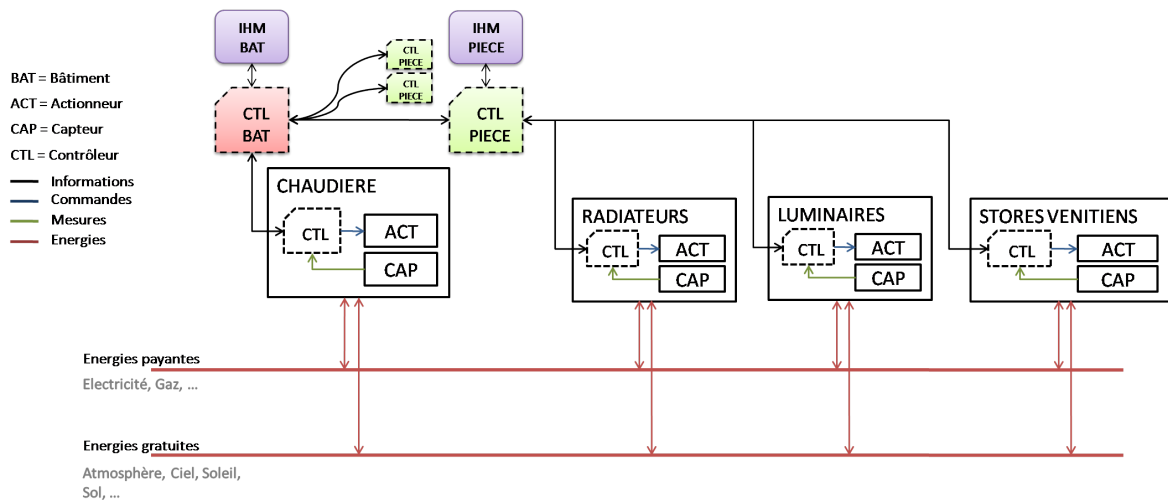 IHM
BAT
IHM
PIECE
CTL
PIECE
CTL
PIECE
BAT = Bâtiment
ACT = Actionneur
CAP = Capteur
CTL = Contrôleur
Informations
Commandes
Mesures
Energies
CTL
BAT
CTL
PIECE
CHAUDIERE
CTL
ACT
CAP
RADIATEURS
CTL
ACT
CAP
LUMINAIRES
CTL
ACT
CAP
STORES VENITIENS
CTL
ACT
CAP
Energies payantes
Electricité, Gaz, ...
Energies gratuites
Atmosphère, Ciel, Soleil,
Sol, ...